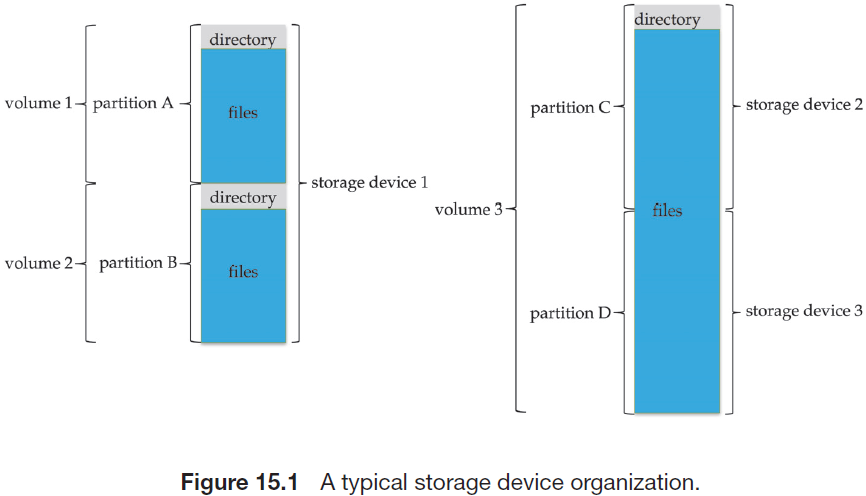 directory
volume 1
partition A
files
storage device 1
directory
volume 2
partition B
files
directory
partition C
storage device 2
volume 3
files
partition D
storage device 3
Figure 15.1 A typical storage device organization.